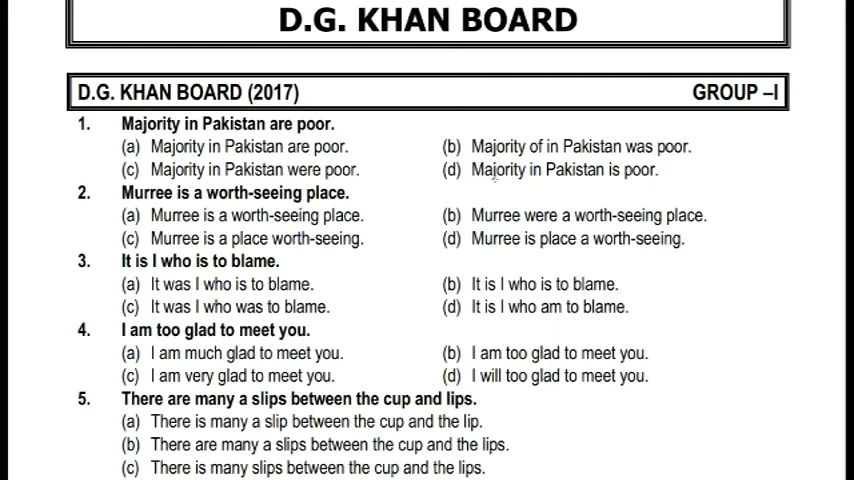 D.G. KHAN BOARD
D.G. KHAN BOARD (2017) GROUP –I
1. Majority in Pakistan are poor.
(a) Majority in Pakistan are poor. (b) Majority of in Pakistan was poor.
(c) Majority in Pakistan were poor. (d) Majority in Pakistan is poor.
2. Murree is a worth-seeing place.
(a) Murree is a worth-seeing place. (b) Murree were a worth-seeing place.
(c) Murree is a place worth-seeing. (d) Murree is place a worth-seeing.
3. It is I who is to blame.
(a) It was I who is to blame. (b) It is I who is to blame.
(c) It was I who was to blame. (d) It is I who am to blame.
4. I am too glad to meet you.
(a) I am much glad to meet you. (b) I am too glad to meet you.
(c) I am very glad to meet you. (d) I will too glad to meet you.
5. There are many a slips between the cup and lips.
(a) There is many a slip between the cup and the lip.
(b) There are many a slips between the cup and the lips.
(c) There is many slips between the cup and the lips.